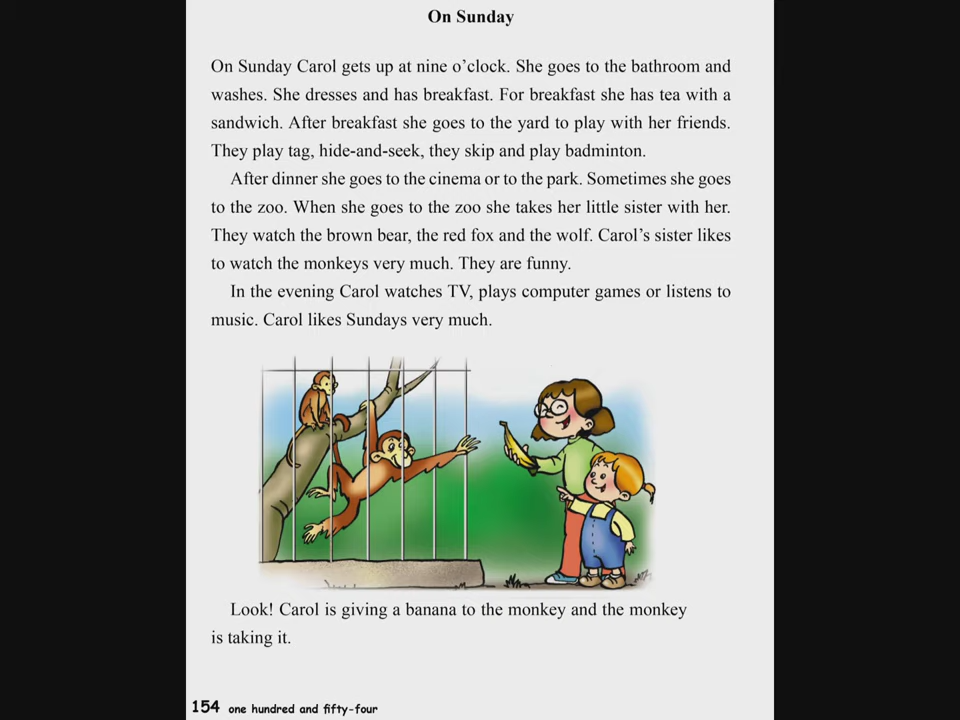 On Sunday
On Sunday Carol gets up at nine o’clock. She goes to the bathroom and
washes. She dresses and has breakfast. For breakfast she has tea with a
sandwich. After breakfast she goes to the yard to play with her friends.
They play tag, hide-and-seek, they skip and play badminton.
After dinner she goes to the cinema or to the park. Sometimes she goes
to the zoo. When she goes to the zoo she takes her little sister with her.
They watch the brown bear, the red fox and the wolf. Carol’s sister likes
to watch the monkeys very much. They are funny.
In the evening Carol watches TV, plays computer games or listens to
music. Carol likes Sundays very much.
Look! Carol is giving a banana to the monkey and the monkey
is taking it.
154 one hundred and fifty-four